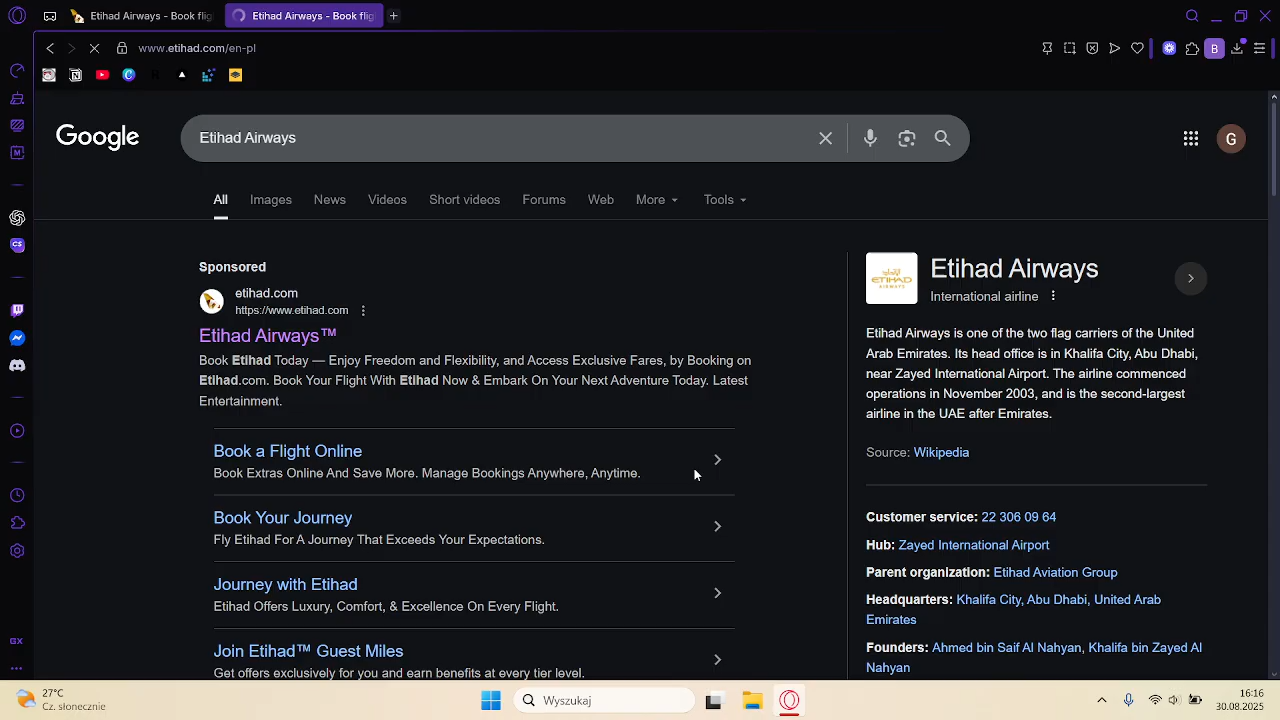 Etihad Airways - Book flig
Etihad Airways - Book flig
www.etihad.com/en-pl
B
M
CS
GX
Google
Etihad Airways
G
All
Images
News
Videos
Short videos
Forums
Web
More
Tools
Sponsored
etihad.com
https://www.etihad.com
Etihad Airways™
Book Etihad Today — Enjoy Freedom and Flexibility, and Access Exclusive Fares, by Booking on
Etihad.com. Book Your Flight With Etihad Now & Embark On Your Next Adventure Today. Latest
Entertainment.
Book a Flight Online
Book Extras Online And Save More. Manage Bookings Anywhere, Anytime.
Book Your Journey
Fly Etihad For A Journey That Exceeds Your Expectations.
Journey with Etihad
Etihad Offers Luxury, Comfort, & Excellence On Every Flight.
Join Etihad™ Guest Miles
Get offers exclusively for you and earn benefits at every tier level.
ETIHAD
AIRWAYS
Etihad Airways
International airline
Etihad Airways is one of the two flag carriers of the United
Arab Emirates. Its head office is in Khalifa City, Abu Dhabi,
near Zayed International Airport. The airline commenced
operations in November 2003, and is the second-largest
airline in the UAE after Emirates.
Source: Wikipedia
Customer service: 22 306 09 64
Hub: Zayed International Airport
Parent organization: Etihad Aviation Group
Headquarters: Khalifa City, Abu Dhabi, United Arab
Emirates
Founders: Ahmed bin Saif Al Nahyan, Khalifa bin Zayed Al
Nahyan
27°C
Cz. słonecznie
Wyszukaj
16:16
30.08.2025